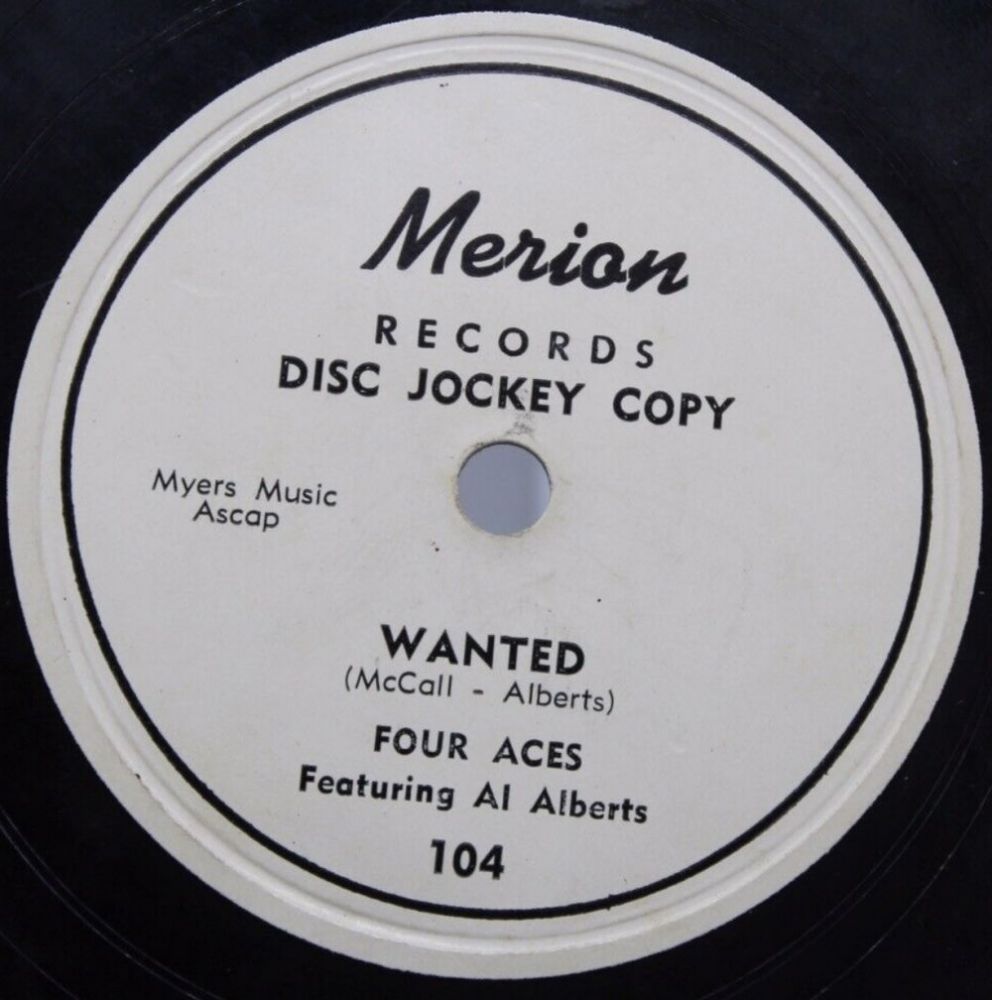 Merion
RECORDS
DISC JOCKEY COPY
Myers Music
Ascap
WANTED
(McCall - Alberts)
FOUR ACES
Featuring Al Alberts
104